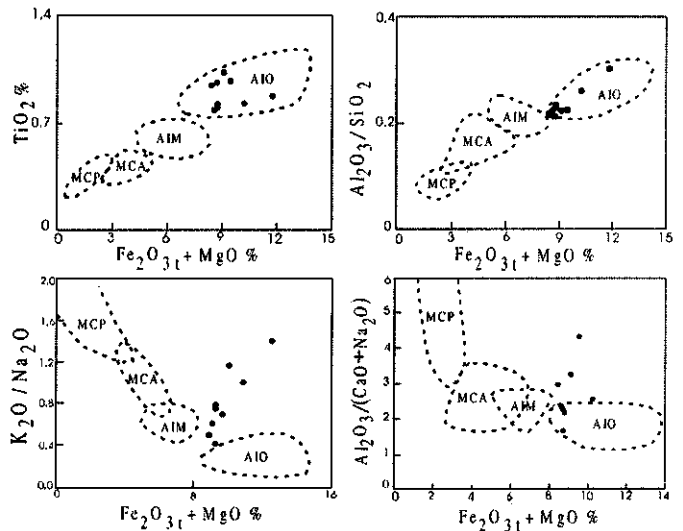 1.4
0.7
0
TiO2%
AIO
AIM
MCA
MCP
0 3 6 9 12 15
Fe2O3t + MgO %
0.4
0.2
0
Al2O3/SiO2
AIO
AIM
MCA
MCP
0 3 6 9 12 15
Fe2O3t + MgO %
2.0
1.6
1.2
0.8
0.4
0.0
K2O/Na2O
MCP
MCA
AIM
AIO
0 4 8 12 16
Fe2O3t + MgO %
6
5
4
3
2
1
0
Al2O3/(CaO+Na2O)
MCP
MCA
AIM
AIO
0 2 4 6 8 10 12 14
Fe2O3t + MgO %